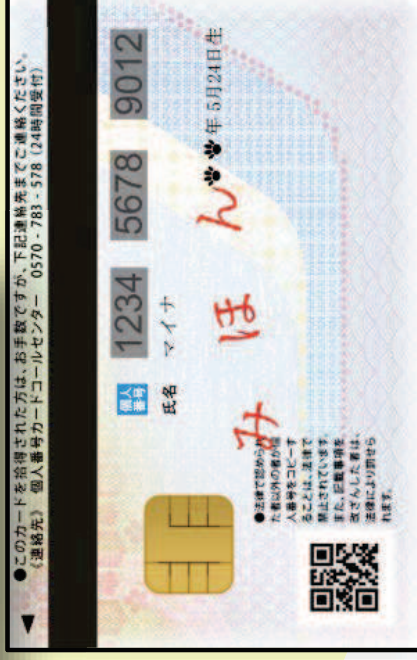 ●このカードを拾得された方は、お手数ですが、下記連絡先までご連絡ください。
《連絡先》 個人番号カードコールセンター 0570-783-578(24時間受付)
個人番号 1234 5678 9012
氏名 マイナ
年 5月24日生
みほん
●法律で認められ
た者以外の者が個
人番号をコピーす
ることは、法律で
禁止されています。
また、記載事項を
改ざんした者は、
法律により罰せら
れます。